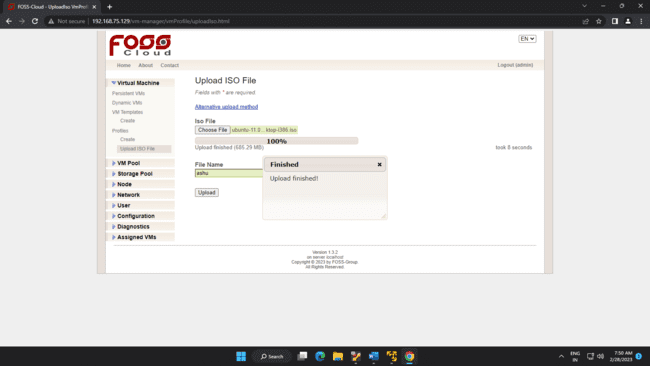 FOSS-Cloud - UploadIso VmProf
Not secure
192.168.75.129/vm-manager/vmProfile/uploadIso.html
FOSS
Cloud
EN
Home About Contact
Logout (admin)
Virtual Machine
Persistent VMs
Dynamic VMs
VM Templates
Create
Profiles
Create
Upload ISO File
VM Pool
Storage Pool
Node
Network
User
Configuration
Diagnostics
Assigned VMs
Upload ISO File
Fields with * are required
Alternative upload method
Iso File
Choose File ubuntu-11.0
100%
Upload finished (685.29 MB)
took 8 seconds
File Name
ashu
Upload
Finished
Upload finished!
Version 1.3.2
on server localhost
Copyright © 2023 by FOSS-Group
All Rights Reserved
Search
ENG
IN
7:50 AM
2/28/2023